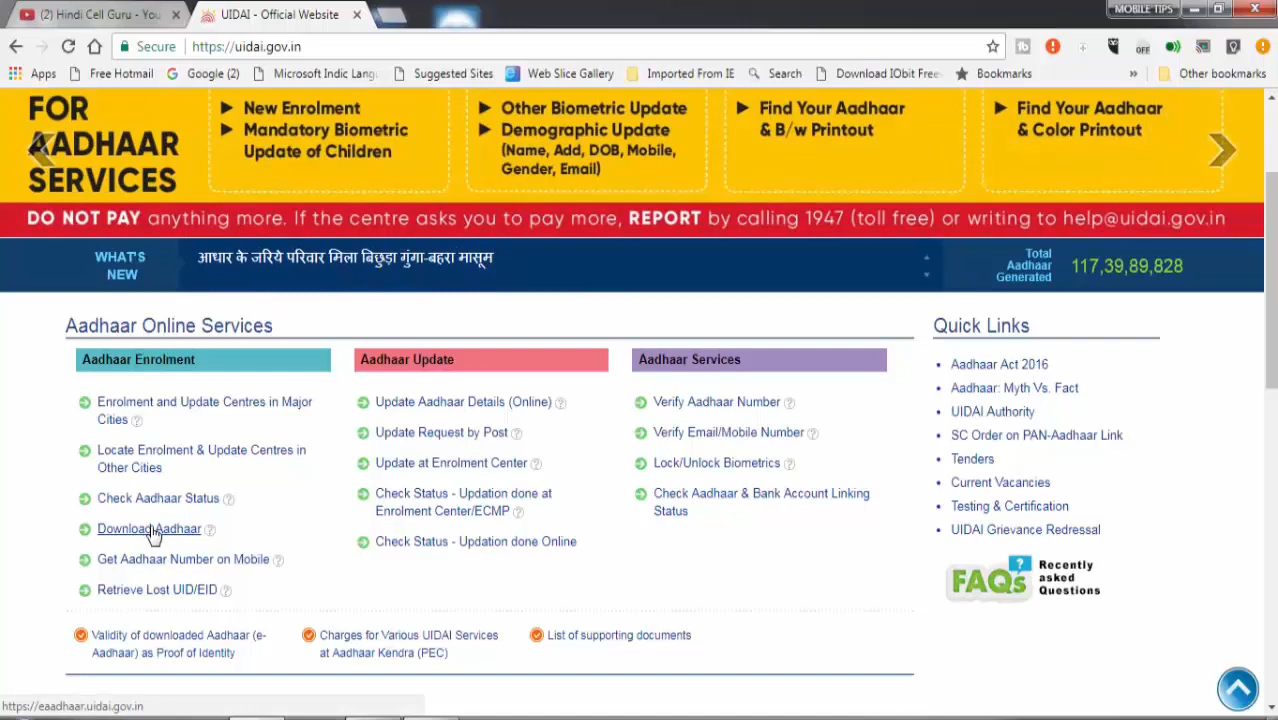 (2) Hindi Cell Guru - You
UIDAI - Official Website
MOBILE TIPS
Secure
https://uidai.gov.in
OFF
Apps
Free Hotmail
Google (2)
Microsoft Indic Lang
Suggested Sites
Web Slice Gallery
Imported From IE
Search
Download IObit Free
Bookmarks
»
Other bookmarks
FOR
AADHAAR
SERVICES
New Enrolment
Mandatory Biometric
Update of Children
Other Biometric Update
Demographic Update
(Name, Add, DOB, Mobile,
Gender, Email)
Find Your Aadhaar
& B/w Printout
Find Your Aadhaar
& Color Printout
DO NOT PAY anything more. If the centre asks you to pay more, REPORT by calling 1947 (toll free) or writing to help@uidai.gov.in
WHAT'S
NEW
आधार के जरिये परिवार मिला बिछुड़ा गुंगा-बहरा मासूम
Total
Aadhaar
Generated
117,39,89,828
Aadhaar Online Services
Aadhaar Enrolment
Enrolment and Update Centres in Major
Cities ?
Locate Enrolment & Update Centres in
Other Cities
Check Aadhaar Status ?
Download Aadhaar ?
Get Aadhaar Number on Mobile ?
Retrieve Lost UID/EID ?
Aadhaar Update
Update Aadhaar Details (Online) ?
Update Request by Post ?
Update at Enrolment Center ?
Check Status - Updation done at
Enrolment Center/ECMP ?
Check Status - Updation done Online
Aadhaar Services
Verify Aadhaar Number ?
Verify Email/Mobile Number ?
Lock/Unlock Biometrics ?
Check Aadhaar & Bank Account Linking
Status
Quick Links
Aadhaar Act 2016
Aadhaar: Myth Vs. Fact
UIDAI Authority
SC Order on PAN-Aadhaar Link
Tenders
Current Vacancies
Testing & Certification
UIDAI Grievance Redressal
FAQs ?
Recently
asked
Questions
Validity of downloaded Aadhaar (e-
Aadhaar) as Proof of Identity
Charges for Various UIDAI Services
at Aadhaar Kendra (PEC)
List of supporting documents
https://eaadhaar.uidai.gov.in